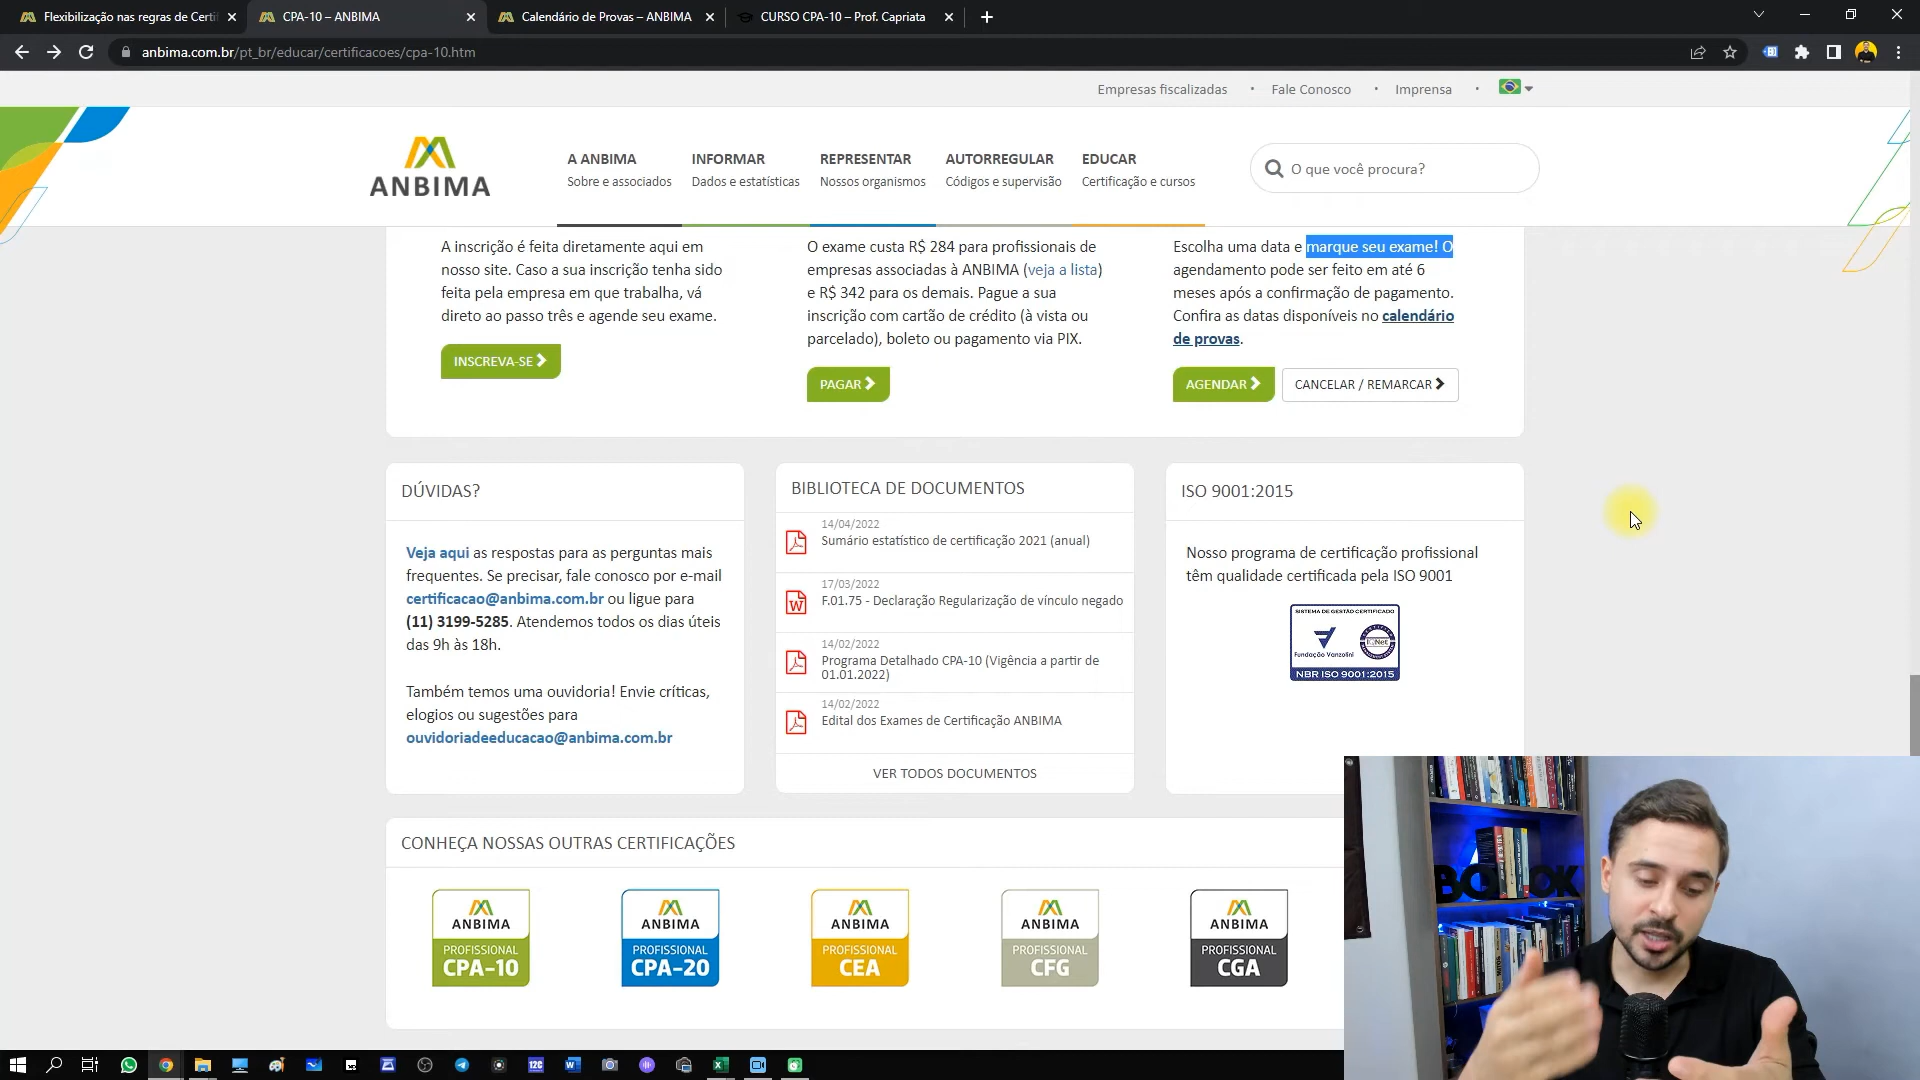 Flexibilização nas regras de Certi
CPA-10 – ANBIMA
Calendário de Provas – ANBIMA
CURSO CPA-10 – Prof. Capriata
anbima.com.br/pt_br/educar/certificacoes/cpa-10.htm
Empresas fiscalizadas • Fale Conosco • Imprensa •
ANBIMA
A ANBIMA
Sobre e associados
INFORMAR
Dados e estatísticas
REPRESENTAR
Nossos organismos
AUTORREGULAR
Códigos e supervisão
EDUCAR
Certificação e cursos
O que você procura?
A inscrição é feita diretamente aqui em
nosso site. Caso a sua inscrição tenha sido
feita pela empresa em que trabalha, vá
direto ao passo três e agende seu exame.
INSCREVA-SE
O exame custa R$ 284 para profissionais de
empresas associadas à ANBIMA (veja a lista)
e R$ 342 para os demais. Pague a sua
inscrição com cartão de crédito (à vista ou
parcelado), boleto ou pagamento via PIX.
PAGAR
Escolha uma data e marque seu exame! O
agendamento pode ser feito em até 6
meses após a confirmação de pagamento.
Confira as datas disponíveis no calendário
de provas.
AGENDAR
CANCELAR / REMARCAR
DÚVIDAS?
Veja aqui as respostas para as perguntas mais
frequentes. Se precisar, fale conosco por e-mail
certificacao@anbima.com.br ou ligue para
(11) 3199-5285. Atendemos todos os dias úteis
das 9h às 18h.
Também temos uma ouvidoria! Envie críticas,
elogios ou sugestões para
ouvidoriadeeducacao@anbima.com.br
BIBLIOTECA DE DOCUMENTOS
14/04/2022
Sumário estatístico de certificação 2021 (anual)
17/03/2022
F.01.75 - Declaração Regularização de vínculo negado
14/02/2022
Programa Detalhado CPA-10 (Vigência a partir de
01.01.2022)
14/02/2022
Edital dos Exames de Certificação ANBIMA
VER TODOS DOCUMENTOS
ISO 9001:2015
Nosso programa de certificação profissional
têm qualidade certificada pela ISO 9001
SISTEMA DE GESTÃO CERTIFICADO
Fundação Vanzolini
IQNet
NBR ISO 9001:2015
CONHEÇA NOSSAS OUTRAS CERTIFICAÇÕES
ANBIMA
PROFISSIONAL
CPA-10
ANBIMA
PROFISSIONAL
CPA-20
ANBIMA
PROFISSIONAL
CEA
ANBIMA
PROFISSIONAL
CFG
ANBIMA
PROFISSIONAL
CGA
12C